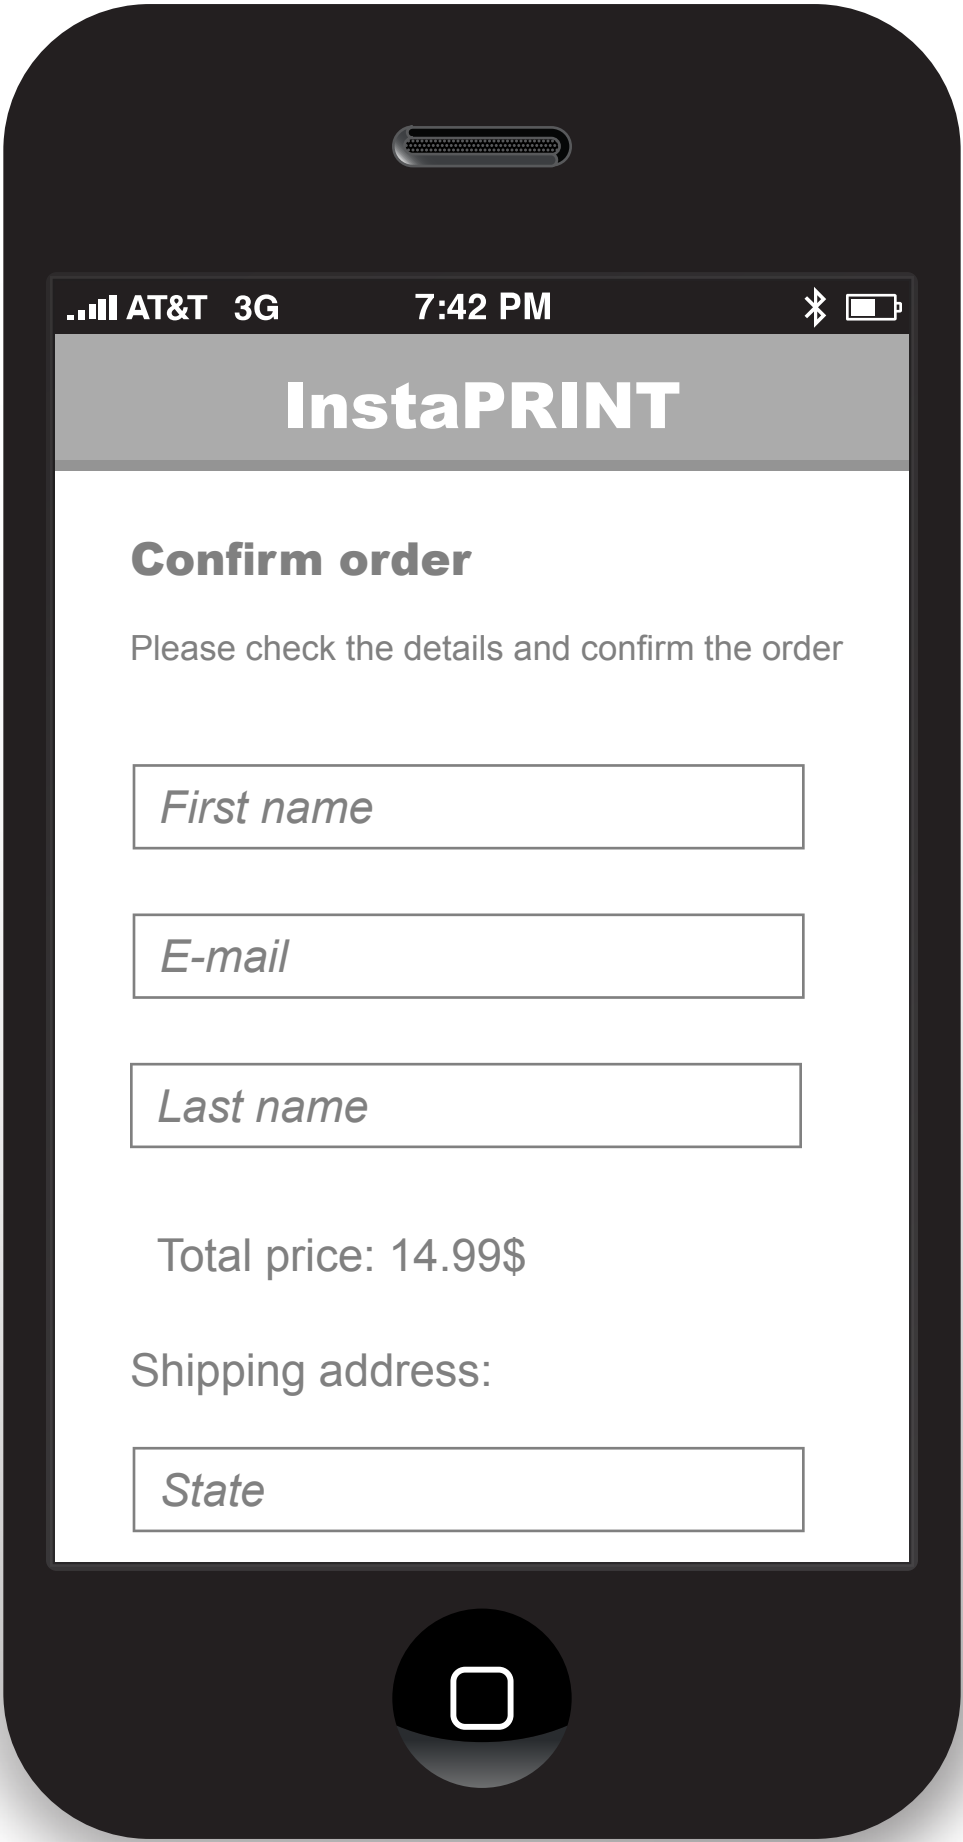 AT&T 3G 7:42 PM
InstaPRINT
Confirm order
Please check the details and confirm the order
First name
E-mail
Last name
Total price: 14.99$
Shipping address:
State